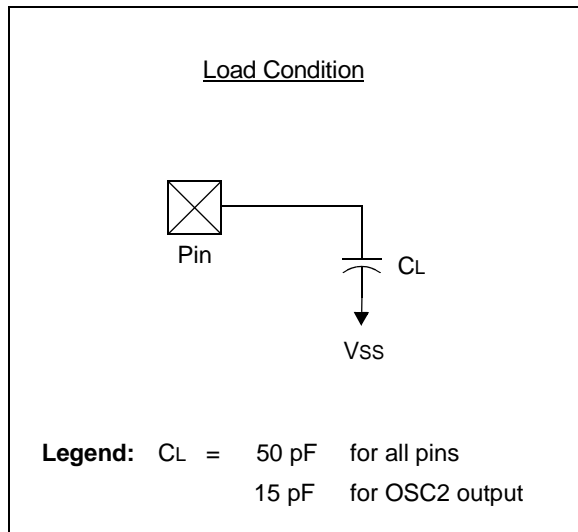 Load Condition
Pin
CL
VSS
Legend: CL = 50 pF for all pins
15 pF for OSC2 output